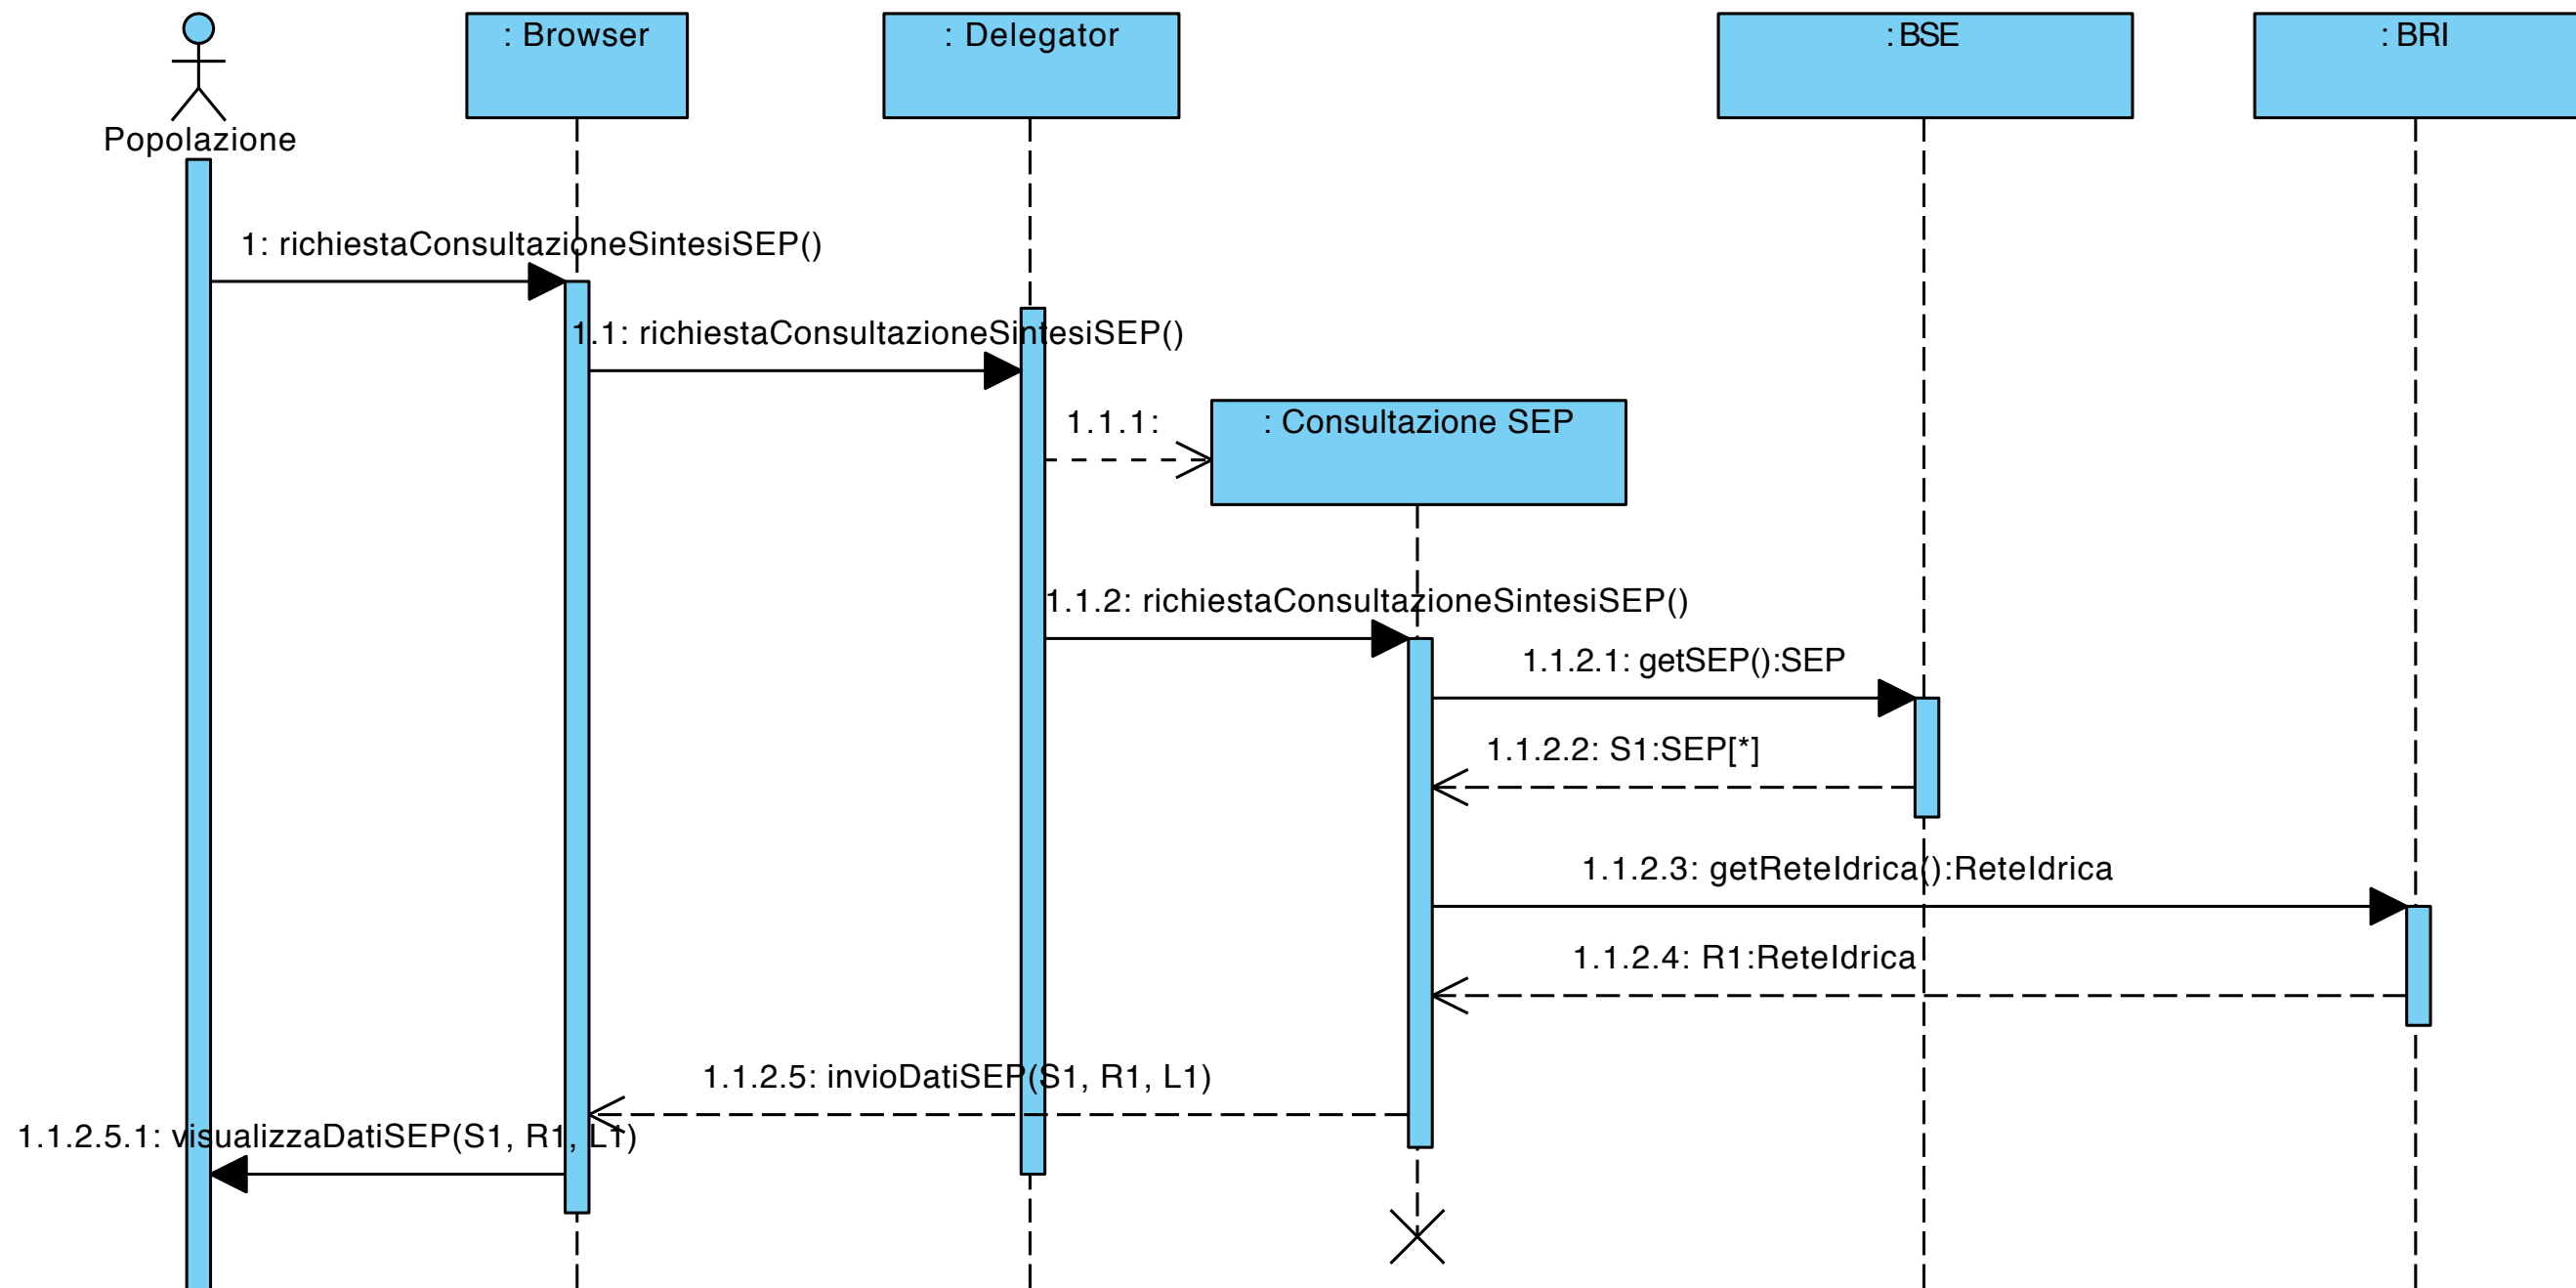 : Browser
: Delegator
: BSE
: BRI
Popolazione
1: richiestaConsultazioneSintesiSEP()
1.1: richiestaConsultazioneSintesiSEP()
1.1.1:
: Consultazione SEP
1.1.2: richiestaConsultazioneSintesiSEP()
1.1.2.1: getSEP():SEP
1.1.2.2: S1:SEP[*]
1.1.2.3: getReteIdrica():ReteIdrica
1.1.2.4: R1:ReteIdrica
1.1.2.5: invioDatiSEP(S1, R1, L1)
1.1.2.5.1: visualizzaDatiSEP(S1, R1, L1)